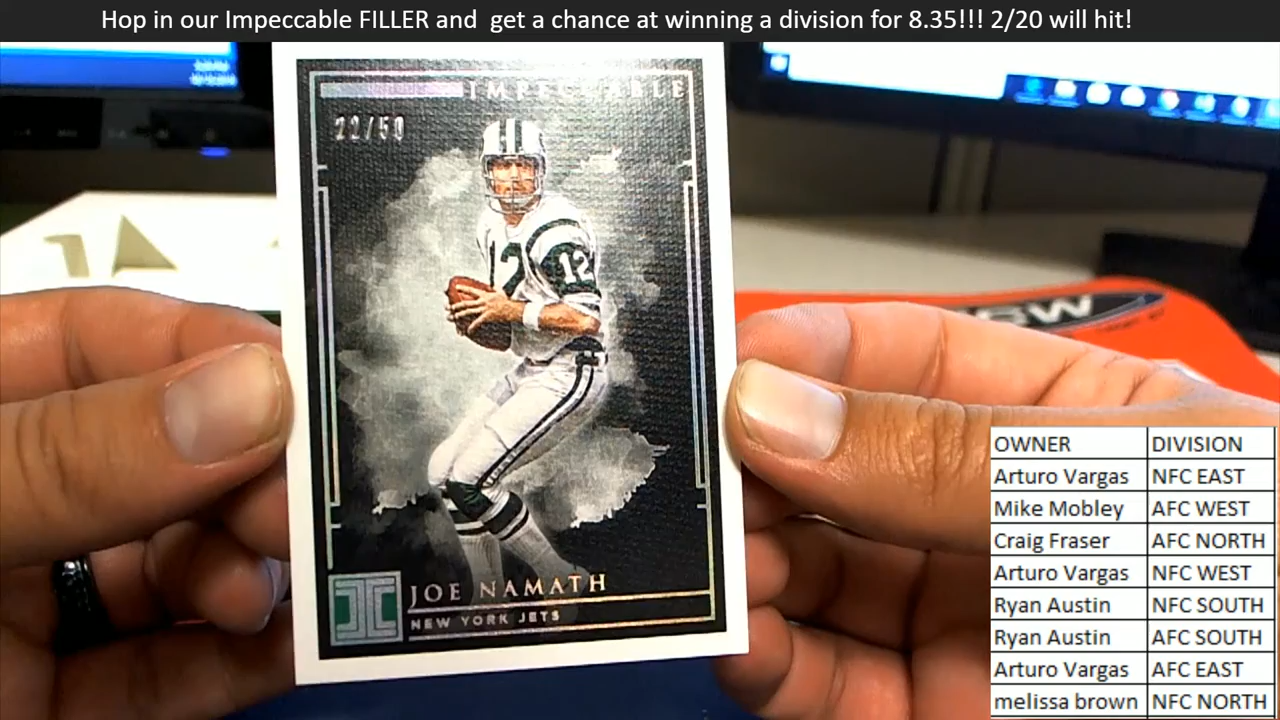 Hop in our Impeccable FILLER and get a chance at winning a division for 8.35!!! 2/20 will hit!
IMPECCABLE
22/50
12
12
JOE NAMATH
NEW YORK JETS
OWNER DIVISION
Arturo Vargas NFC EAST
Mike Mobley AFC WEST
Craig Fraser AFC NORTH
Arturo Vargas NFC WEST
Ryan Austin NFC SOUTH
Ryan Austin AFC SOUTH
Arturo Vargas AFC EAST
melissa brown NFC NORTH